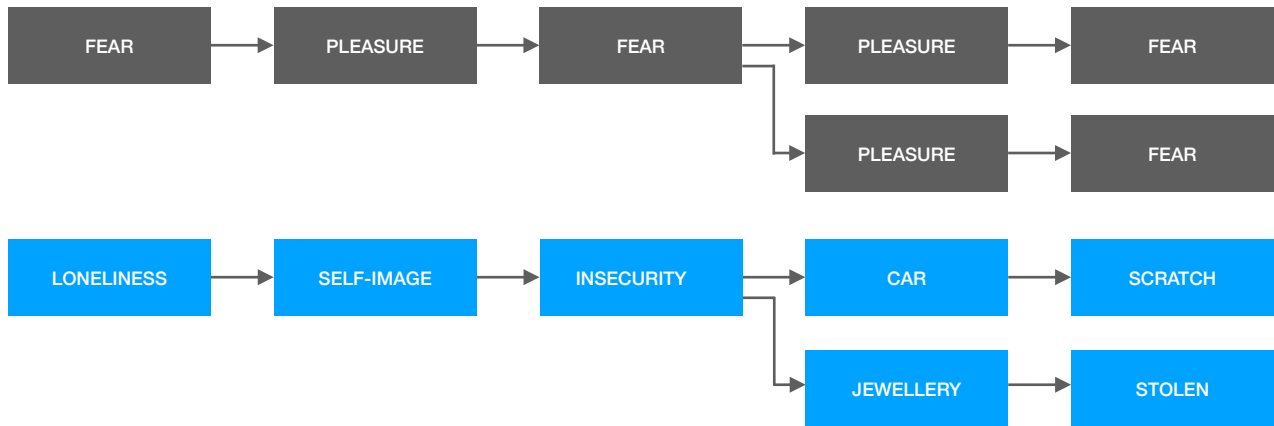 FEAR
PLEASURE
FEAR
PLEASURE
FEAR
PLEASURE
FEAR
LONELINESS
SELF-IMAGE
INSECURITY
CAR
SCRATCH
JEWELLERY
STOLEN